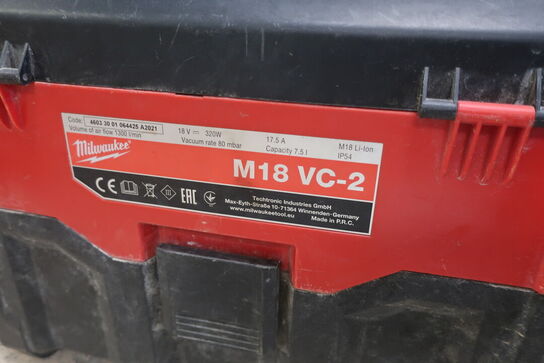 Code: 4603 30 01 064425 A2021
Volume of air flow 1300 l/min
18 V 320W 17.5 A M18 Li-Ion
Vacuum rate 80 mbar Capacity 7.5 l IP54
Milwaukee
M18 VC-2
CE EAC
Techtronic Industries GmbH
Max-Eyth-Straße 10-71364 Winnenden-Germany
www.milwaukeetool.eu Made in P.R.C.